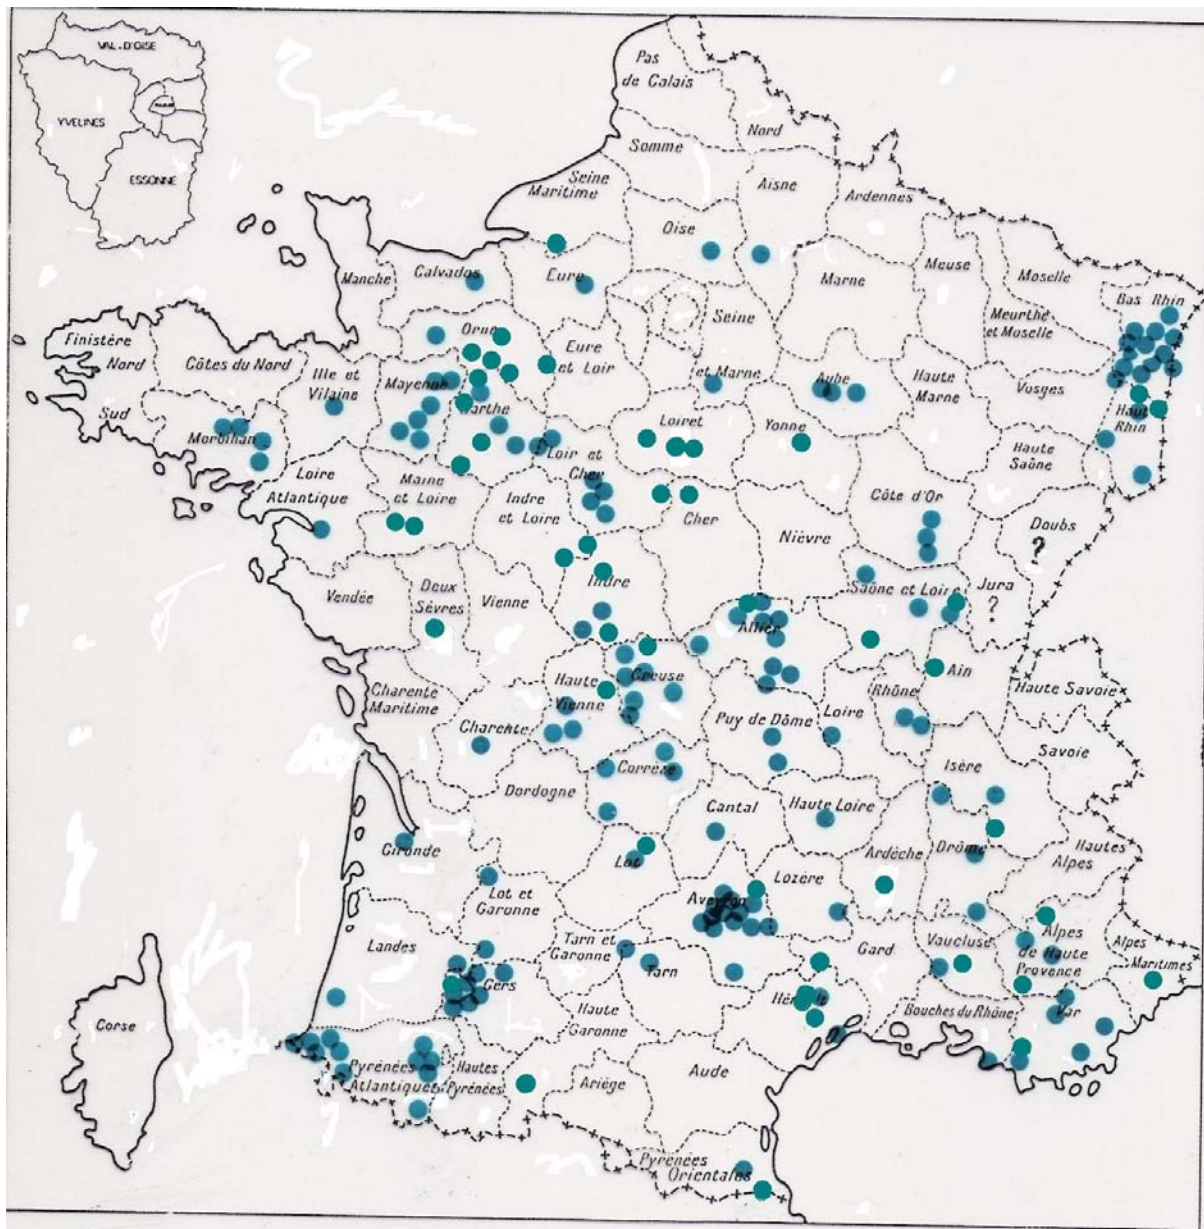 VAL-D'OISE
PARIS
YVELINES
ESSONNE
Pas
de Calais
Nord
Somme
Seine
Maritime
Aisne
Ardennes
Oise
Manche
Calvados
Eure
Marne
Meuse
Moselle
Bas Rhin
Meurthe
et Moselle
Seine
et Marne
Finistère
Nord
Sud
Côtes du Nord
Ille et
Vilaine
Mayenne
Orne
Eure
et Loir
Aube
Haute
Marne
Vosges
Haut
Rhin
Morbihan
Sarthe
Loiret
Yonne
Loire
Atlantique
Maine
et Loire
Indre
et Loire
Loir et
Cher
Cher
Nièvre
Côte d'Or
Haute
Saône
Doubs
?
Vendée
Deux
Sèvres
Vienne
Indre
Allier
Saône et Loire
Jura
?
Charente
Maritime
Charente
Haute
Vienne
Creuse
Puy de Dôme
Loire
Rhône
Ain
Haute Savoie
Savoie
Isère
Dordogne
Corrèze
Cantal
Haute Loire
Ardèche
Drôme
Hautes
Alpes
Gironde
Lot et
Garonne
Lot
Aveyron
Lozère
Landes
Tarn et
Garonne
Tarn
Gard
Vaucluse
Alpes
de Haute
Provence
Alpes
Maritimes
Gers
Haute
Garonne
Bouches du Rhône
Var
Corse
Pyrénées
Atlantiques
Hautes
Pyrénées
Ariège
Aude
Pyrénées
Orientales